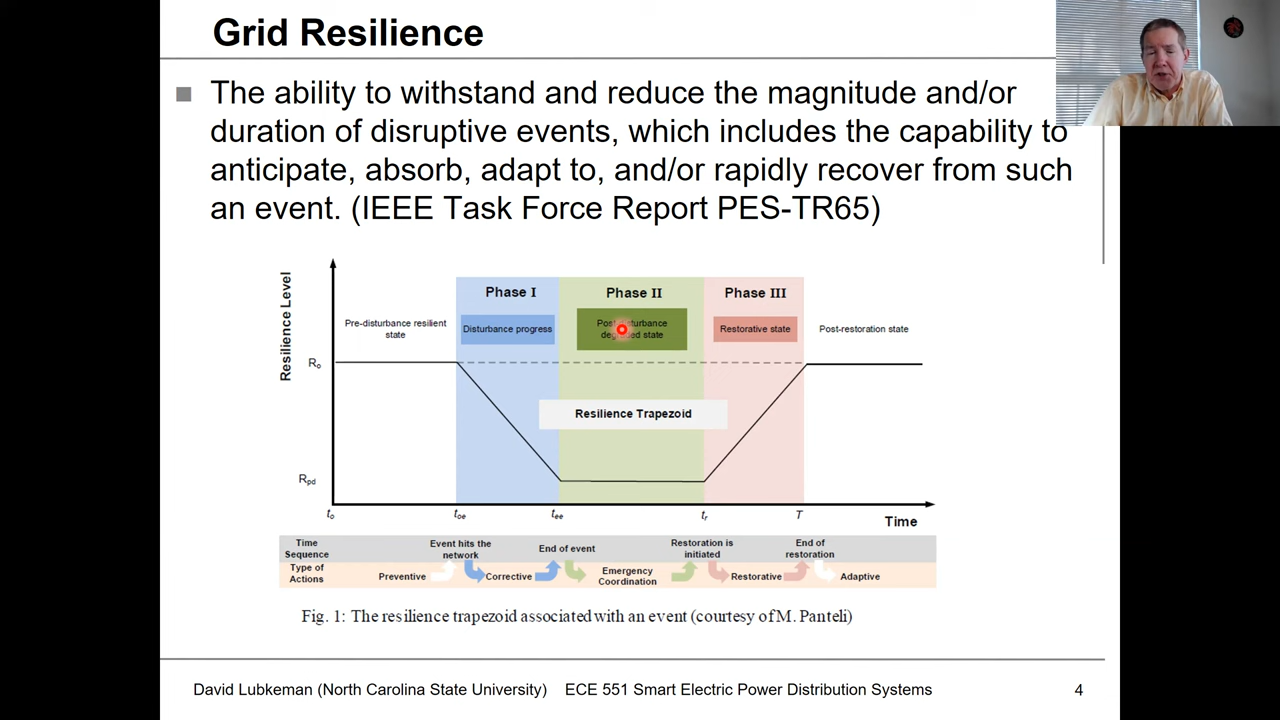 Grid Resilience
The ability to withstand and reduce the magnitude and/or
duration of disruptive events, which includes the capability to
anticipate, absorb, adapt to, and/or rapidly recover from such
an event. (IEEE Task Force Report PES-TR65)
Resilience Level
Phase I
Phase II
Phase III
Pre-disturbance resilient
state
Disturbance progress
Post-disturbance
degraded state
Restorative state
Post-restoration state
Ro
Resilience Trapezoid
Rpd
to
toe
tee
tr
T
Time
Time
Sequence
Event hits the
network
End of event
Restoration is
initiated
End of
restoration
Type of
Actions
Preventive
Corrective
Emergency
Coordination
Restorative
Adaptive
Fig. 1: The resilience trapezoid associated with an event (courtesy of M. Panteli)
David Lubkeman (North Carolina State University) ECE 551 Smart Electric Power Distribution Systems 4